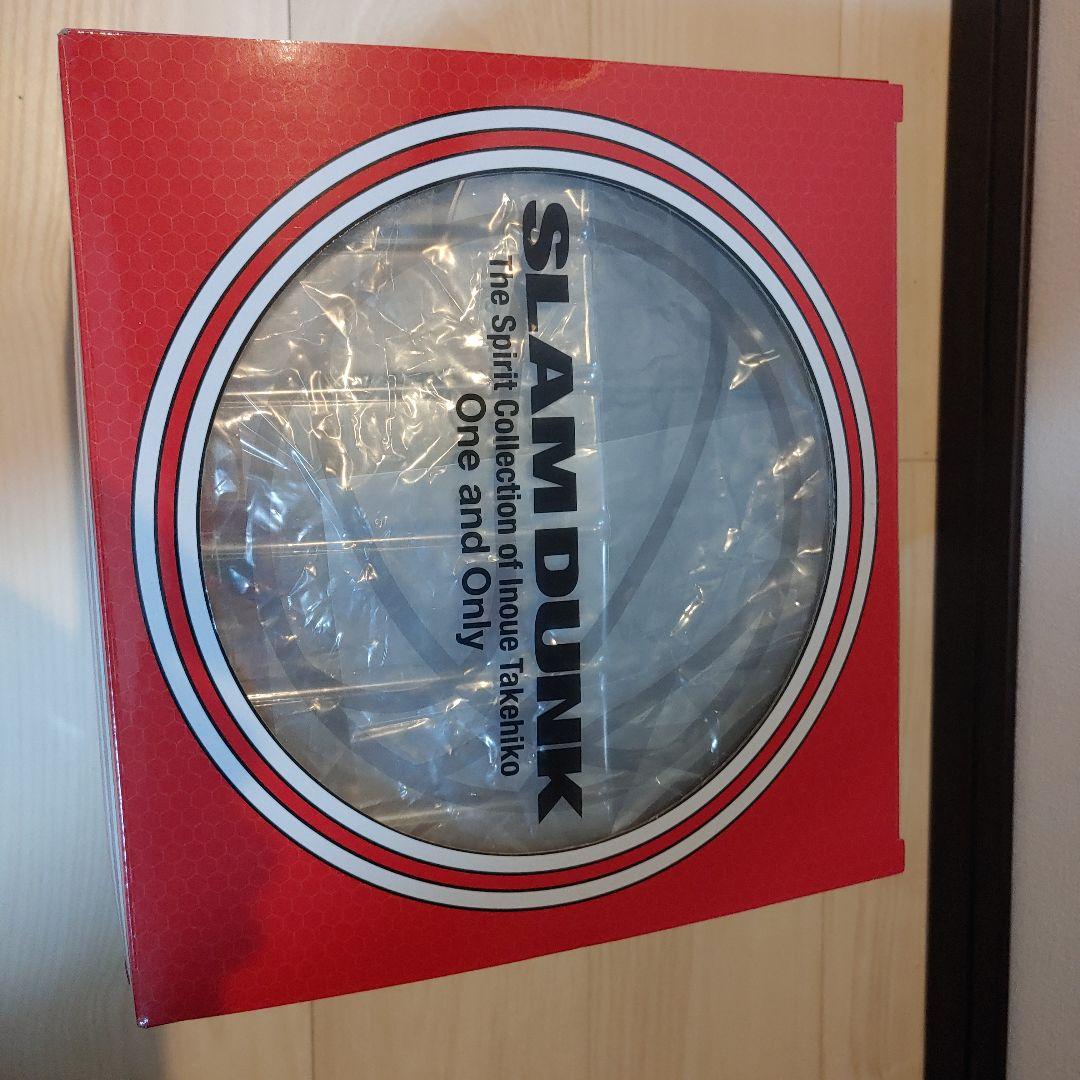 SLAM DUNK
The Spirit Collection of Inoue Takehiko
One and Only